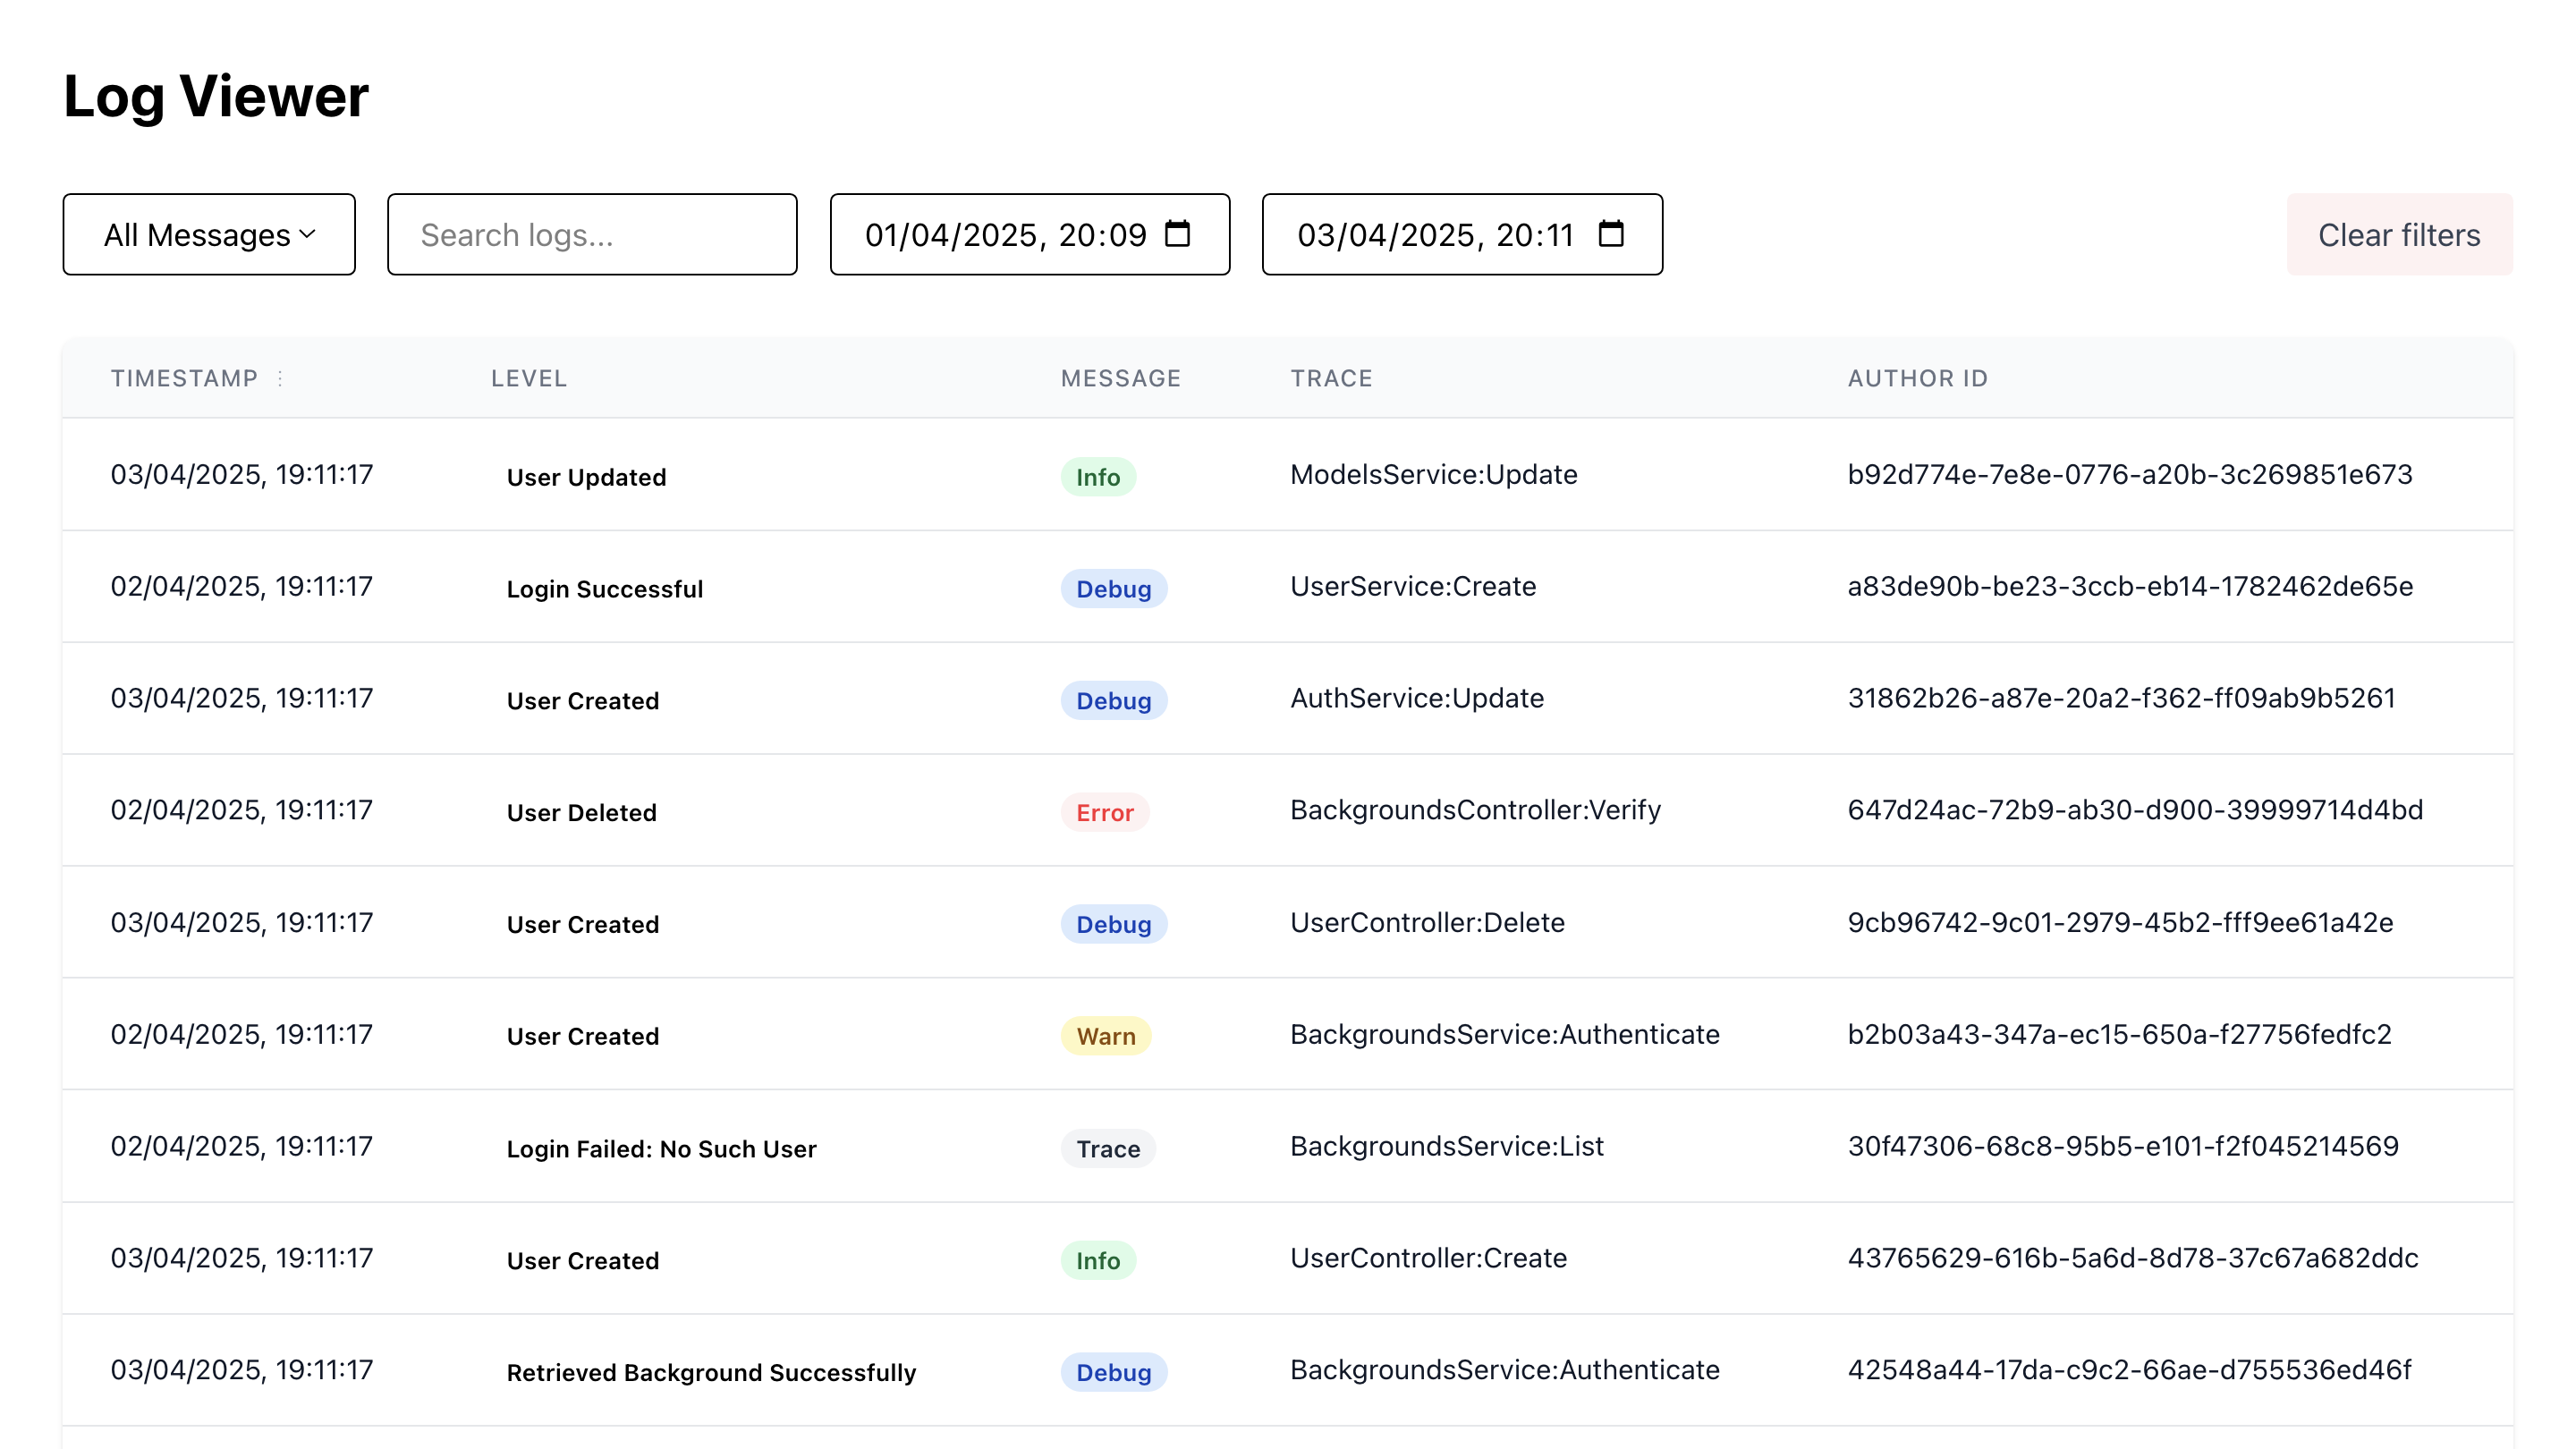 Log Viewer
All Messages Search logs... 01/04/2025, 20:09 03/04/2025, 20:11 Clear filters
TIMESTAMP LEVEL MESSAGE TRACE AUTHOR ID
03/04/2025, 19:11:17 User Updated Info ModelsService:Update b92d774e-7e8e-0776-a20b-3c269851e673
02/04/2025, 19:11:17 Login Successful Debug UserService:Create a83de90b-be23-3ccb-eb14-1782462de65e
03/04/2025, 19:11:17 User Created Debug AuthService:Update 31862b26-a87e-20a2-f362-ff09ab9b5261
02/04/2025, 19:11:17 User Deleted Error BackgroundsController:Verify 647d24ac-72b9-ab30-d900-39999714d4bd
03/04/2025, 19:11:17 User Created Debug UserController:Delete 9cb96742-9c01-2979-45b2-fff9ee61a42e
02/04/2025, 19:11:17 User Created Warn BackgroundsService:Authenticate b2b03a43-347a-ec15-650a-f27756fedfc2
02/04/2025, 19:11:17 Login Failed: No Such User Trace BackgroundsService:List 30f47306-68c8-95b5-e101-f2f045214569
03/04/2025, 19:11:17 User Created Info UserController:Create 43765629-616b-5a6d-8d78-37c67a682ddc
03/04/2025, 19:11:17 Retrieved Background Successfully Debug BackgroundsService:Authenticate 42548a44-17da-c9c2-66ae-d755536ed46f